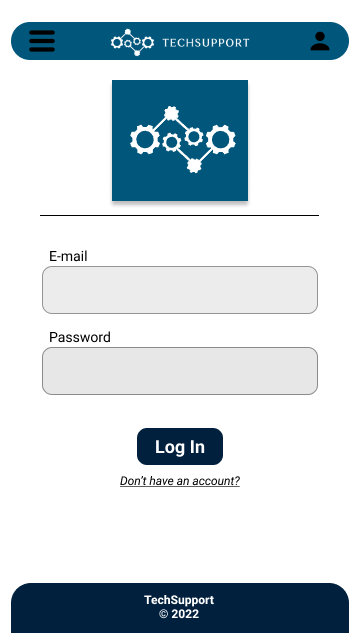 TECHSUPPORT
E-mail
Password
Log In
Don't have an account?
TechSupport
© 2022